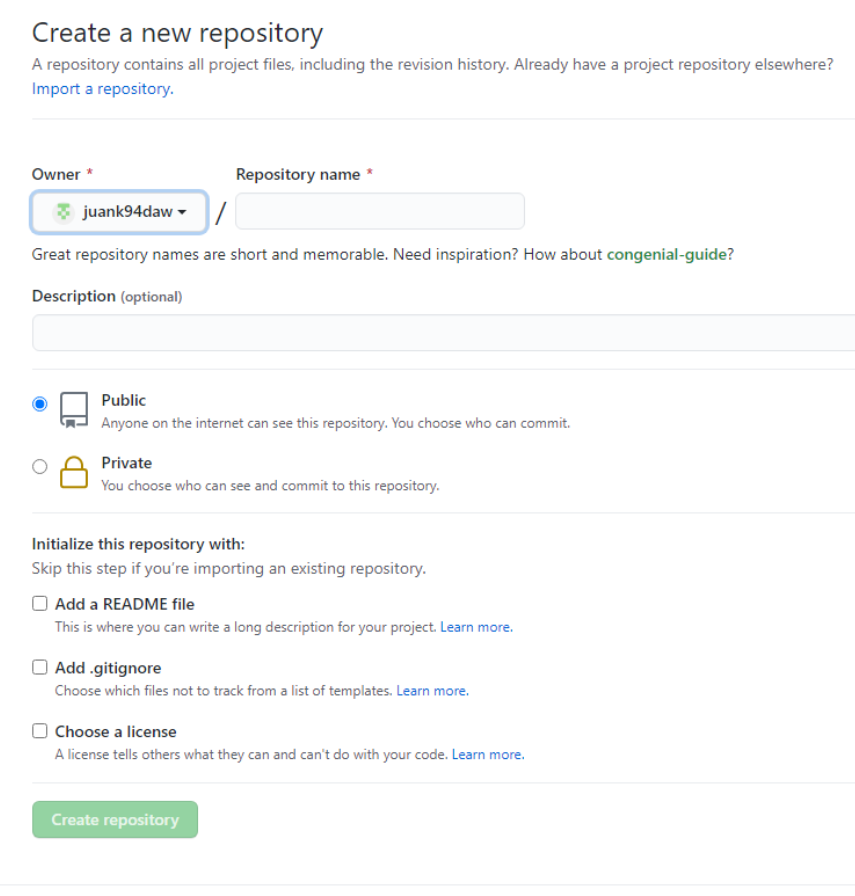 Create a new repository
A repository contains all project files, including the revision history. Already have a project repository elsewhere?
Import a repository.
Owner * Repository name *
juank94daw /
Great repository names are short and memorable. Need inspiration? How about congenial-guide?
Description (optional)
Public
Anyone on the internet can see this repository. You choose who can commit.
Private
You choose who can see and commit to this repository.
Initialize this repository with:
Skip this step if you're importing an existing repository.
Add a README file
This is where you can write a long description for your project. Learn more.
Add .gitignore
Choose which files not to track from a list of templates. Learn more.
Choose a license
A license tells others what they can and can't do with your code. Learn more.
Create repository